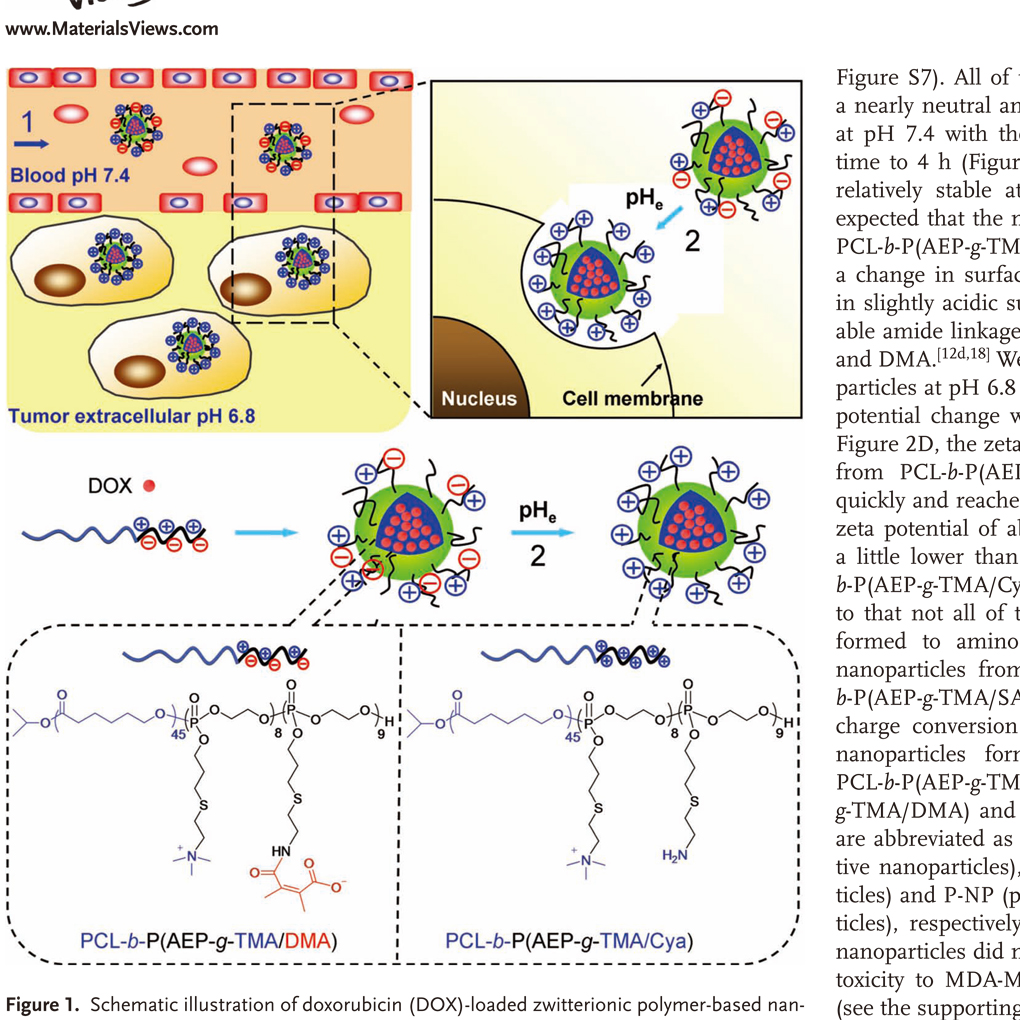 www.MaterialsViews.com
1
Blood pH 7.4
Tumor extracellular pH 6.8
pHe
2
Nucleus
Cell membrane
DOX
pHe
2
O
O
O
45
O
P
O
O
O
8
O
P
O
O
O
H
9
S
S
N
+
HN
O
O
O⁻
PCL-b-P(AEP-g-TMA/DMA)
O
O
O
45
O
P
O
O
O
8
O
P
O
O
O
H
9
S
S
N
+
H₂N
PCL-b-P(AEP-g-TMA/Cya)
Figure 1. Schematic illustration of doxorubicin (DOX)-loaded zwitterionic polymer-based nan-
Figure S7). All of
a nearly neutral an
at pH 7.4 with the
time to 4 h (Figur
relatively stable at
expected that the n
PCL-b-P(AEP-g-TM
a change in surfac
in slightly acidic su
able amide linkage
and DMA.[12d,18] We
particles at pH 6.8
potential change w
Figure 2D, the zeta
from PCL-b-P(AEI
quickly and reache
zeta potential of al
a little lower than
b-P(AEP-g-TMA/Cy
to that not all of t
formed to amino
nanoparticles from
b-P(AEP-g-TMA/SA
charge conversion
nanoparticles forn
PCL-b-P(AEP-g-TM
g-TMA/DMA) and
are abbreviated as
tive nanoparticles),
ticles) and P-NP (p
ticles), respectively
nanoparticles did n
toxicity to MDA-M
(see the supporting